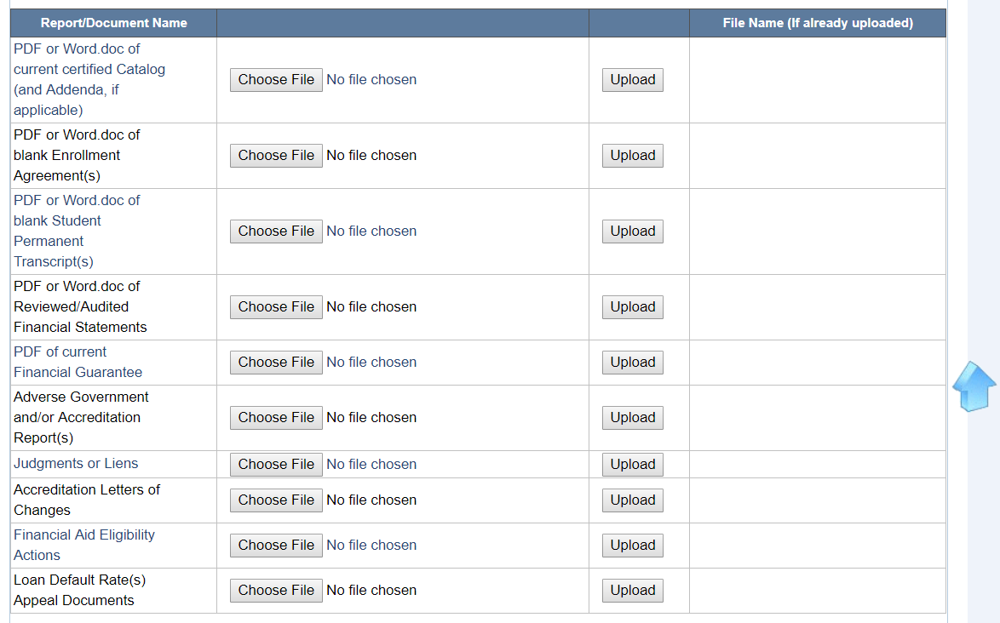 Report/Document Name File Name (If already uploaded)
PDF or Word.doc of
current certified Catalog
(and Addenda, if
applicable)
Choose File No file chosen Upload
PDF or Word.doc of
blank Enrollment
Agreement(s)
Choose File No file chosen Upload
PDF or Word.doc of
blank Student
Permanent
Transcript(s)
Choose File No file chosen Upload
PDF or Word.doc of
Reviewed/Audited
Financial Statements
Choose File No file chosen Upload
PDF of current
Financial Guarantee
Choose File No file chosen Upload
Adverse Government
and/or Accreditation
Report(s)
Choose File No file chosen Upload
Judgments or Liens
Choose File No file chosen Upload
Accreditation Letters of
Changes
Choose File No file chosen Upload
Financial Aid Eligibility
Actions
Choose File No file chosen Upload
Loan Default Rate(s)
Appeal Documents
Choose File No file chosen Upload